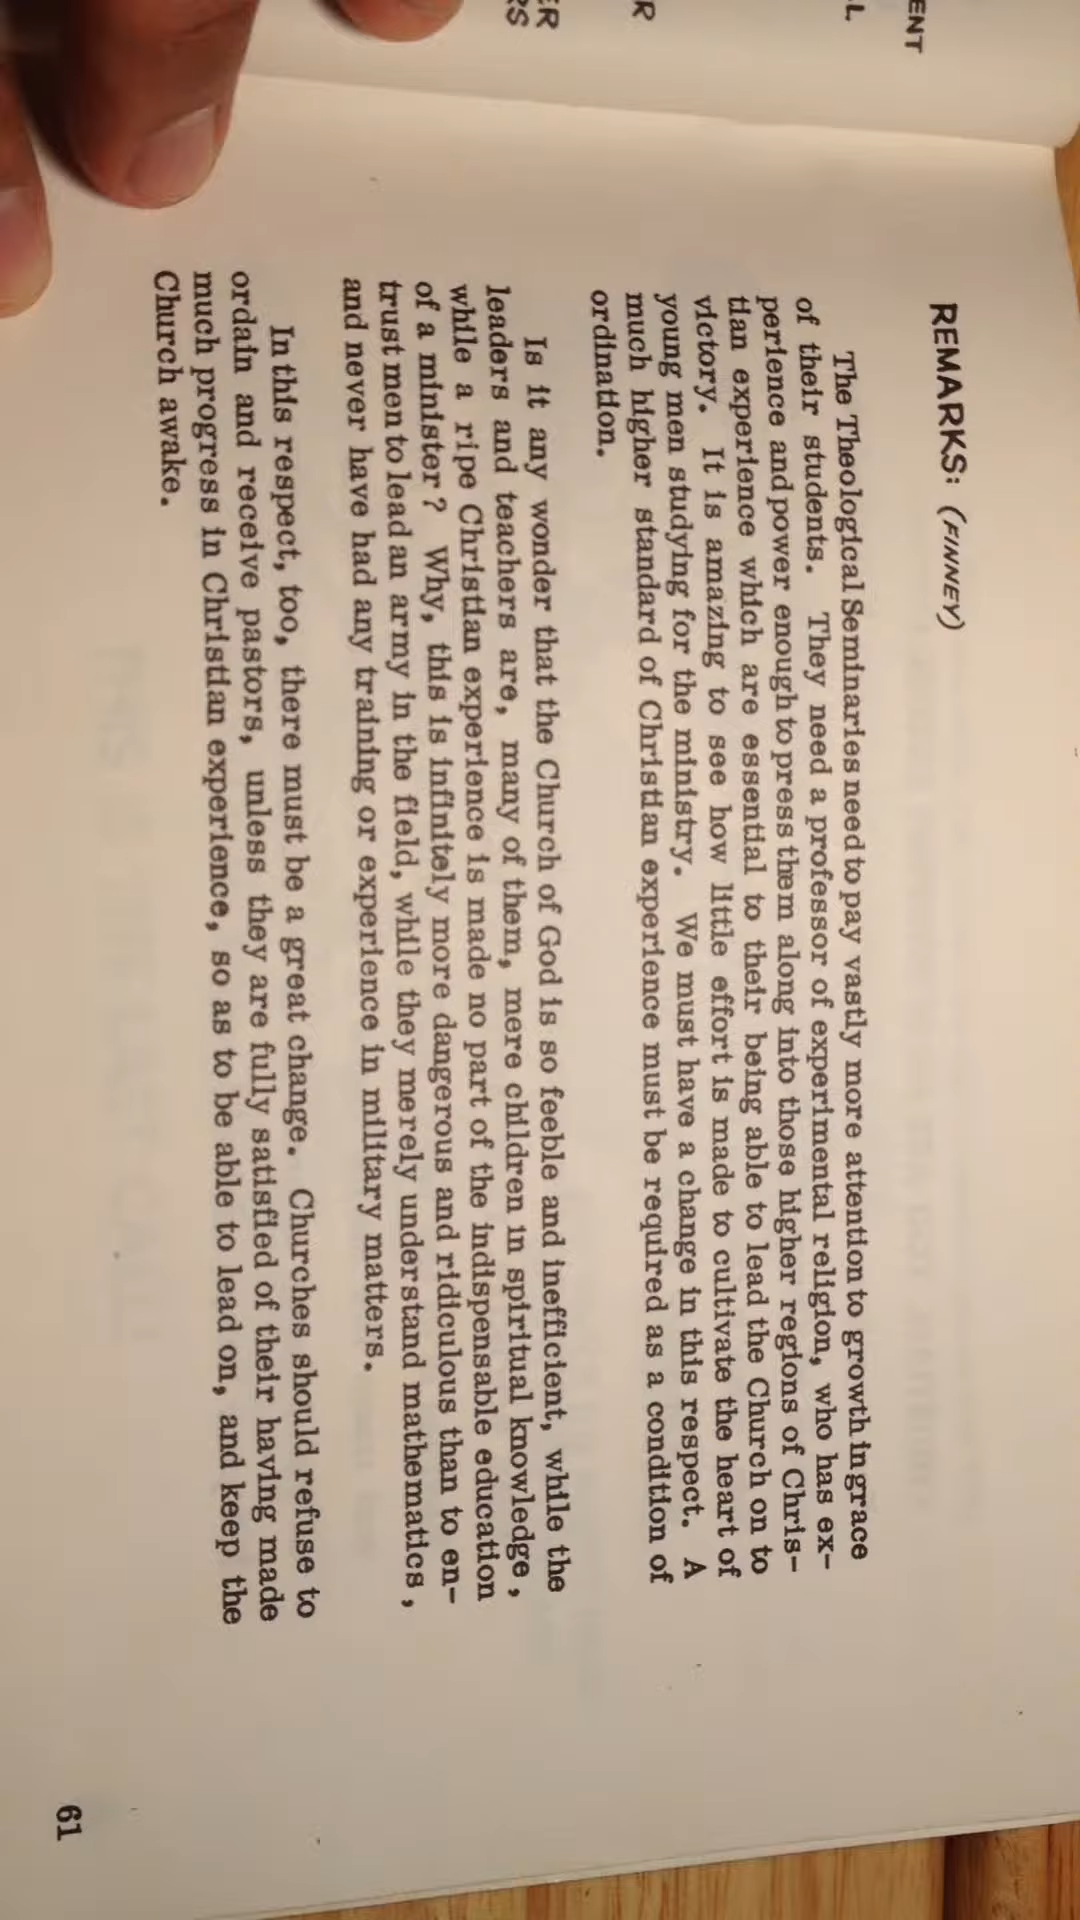 ENT
L
R
ER
RS
REMARKS: (FINNEY)
The Theological Seminaries need to pay vastly more attention to growth in grace
of their students. They need a professor of experimental religion, who has ex-
perience and power enough to press them along into those higher regions of Chris-
tian experience which are essential to their being able to lead the Church on to
victory. It is amazing to see how little effort is made to cultivate the heart of
young men studying for the ministry. We must have a change in this respect. A
much higher standard of Christian experience must be required as a condition of
ordination.
Is it any wonder that the Church of God is so feeble and inefficient, while the
leaders and teachers are, many of them, mere children in spiritual knowledge,
while a ripe Christian experience is made no part of the indispensable education
of a minister? Why, this is infinitely more dangerous and ridiculous than to en-
trust men to lead an army in the field, while they merely understand mathematics,
and never have had any training or experience in military matters.
In this respect, too, there must be a great change. Churches should refuse to
ordain and receive pastors, unless they are fully satisfied of their having made
much progress in Christian experience, so as to be able to lead on, and keep the
Church awake.
61